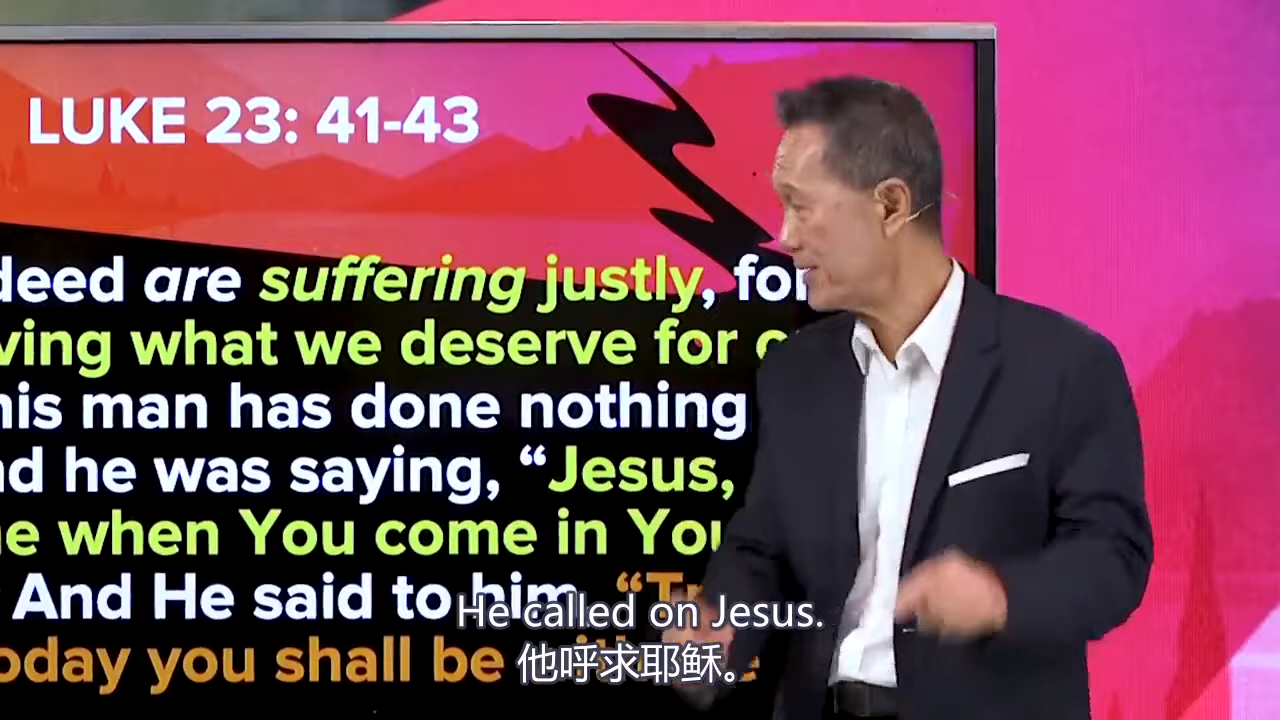 LUKE 23: 41-43
deed are suffering justly, for
ving what we deserve for
his man has done nothing
nd he was saying, “Jesus,
e when You come in You
And He said to him, “Tr
oday you shall be
He called on Jesus.
他呼求耶稣。